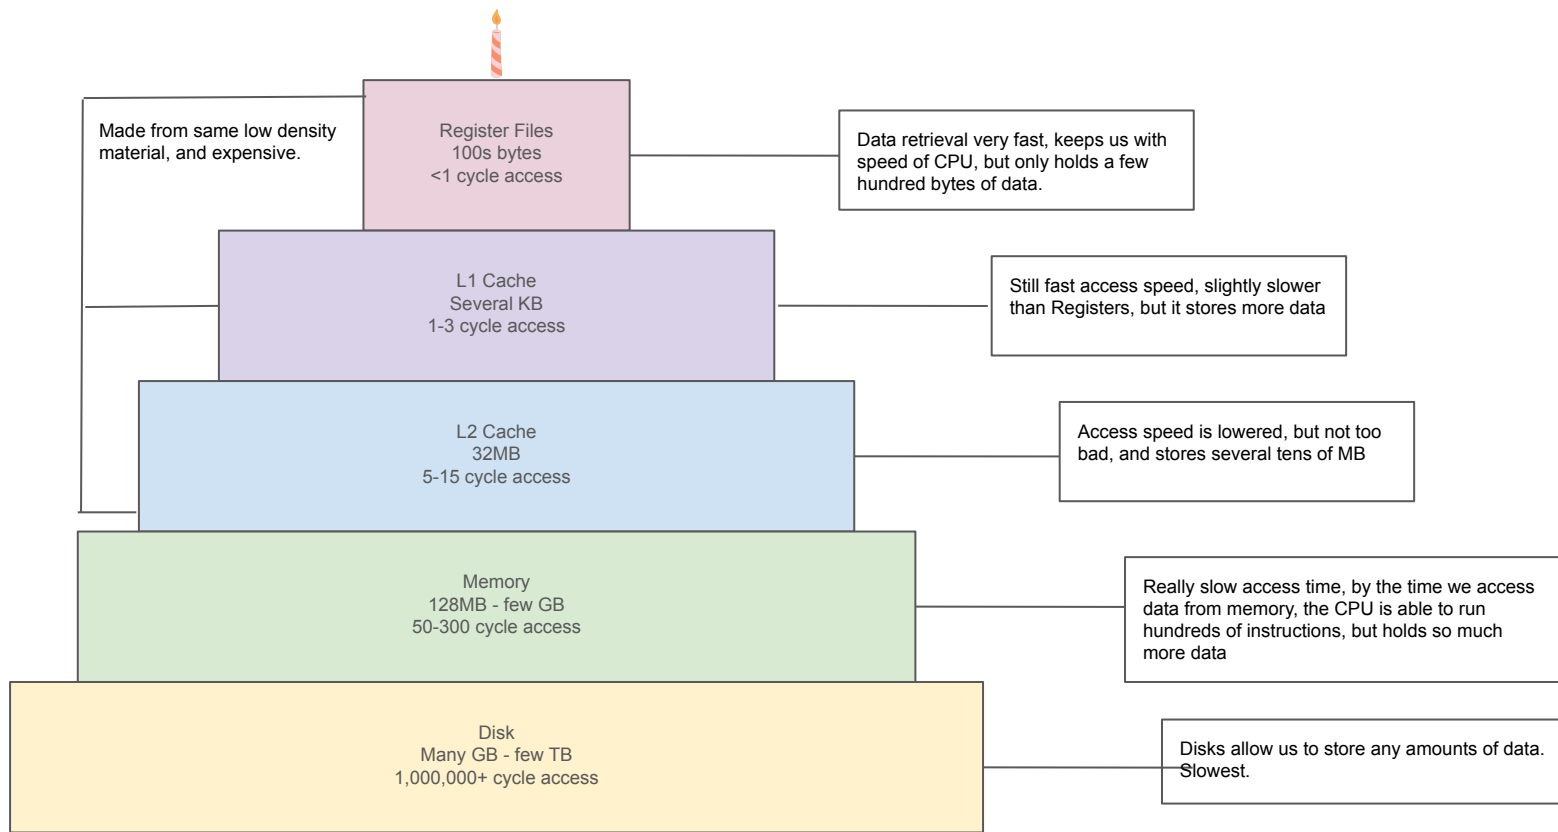 Made from same low density
material, and expensive.
Register Files
100s bytes
<1 cycle access
Data retrieval very fast, keeps us with
speed of CPU, but only holds a few
hundred bytes of data.
L1 Cache
Several KB
1-3 cycle access
Still fast access speed, slightly slower
than Registers, but it stores more data
L2 Cache
32MB
5-15 cycle access
Access speed is lowered, but not too
bad, and stores several tens of MB
Memory
128MB - few GB
50-300 cycle access
Really slow access time, by the time we access
data from memory, the CPU is able to run
hundreds of instructions, but holds so much
more data
Disk
Many GB - few TB
1,000,000+ cycle access
Disks allow us to store any amounts of data.
Slowest.